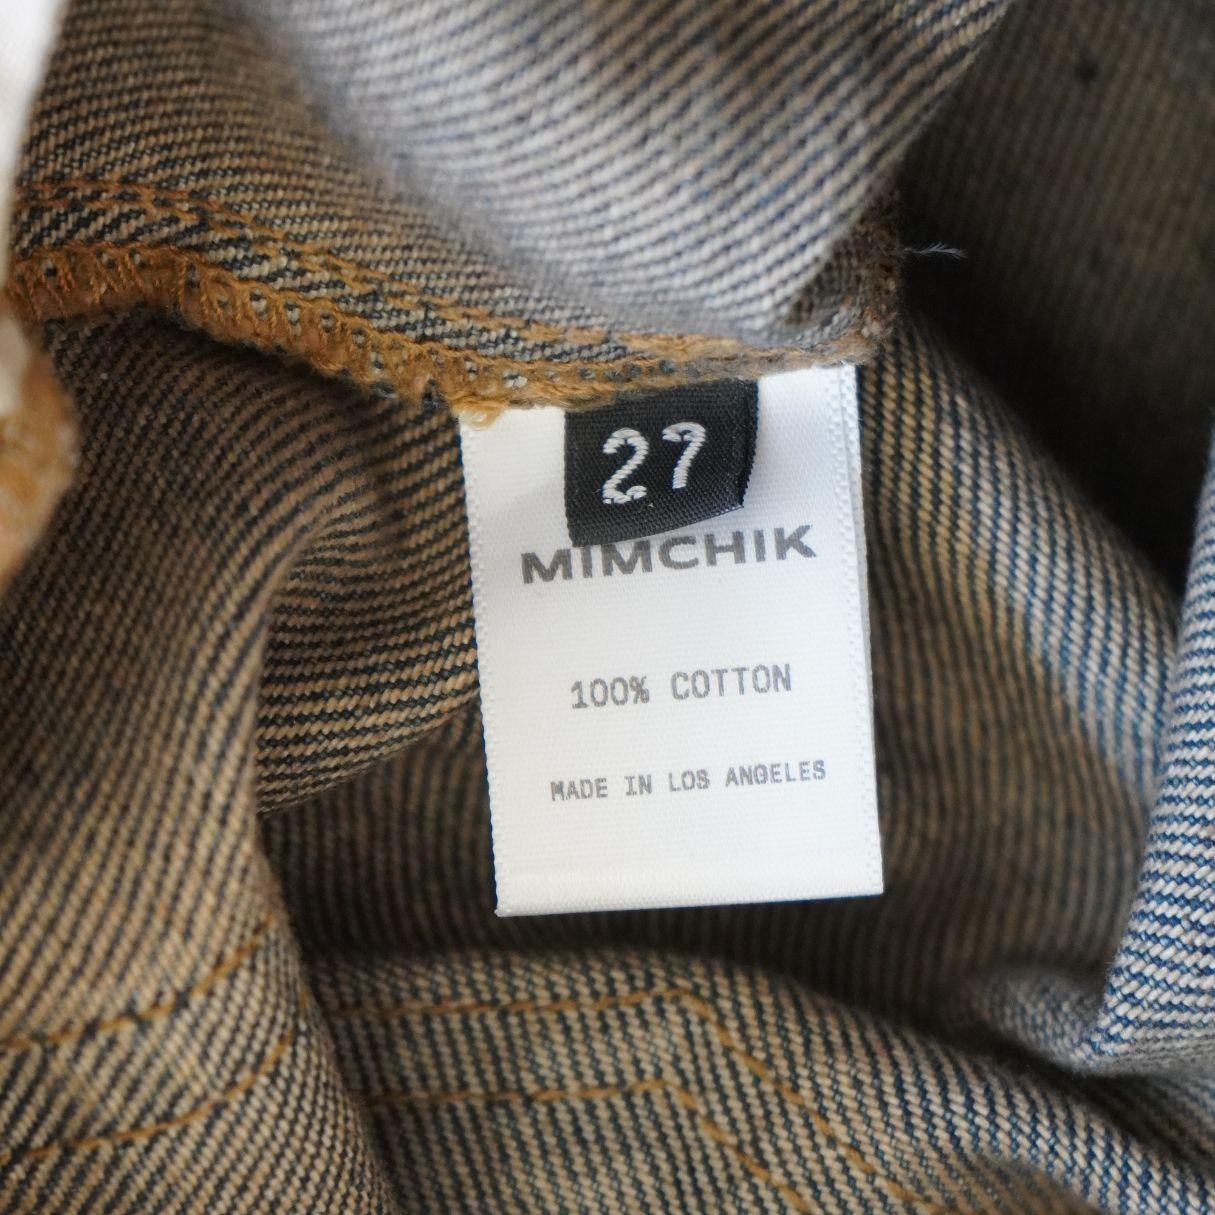 27
MIMCHIK
100% COTTON
MADE IN LOS ANGELES